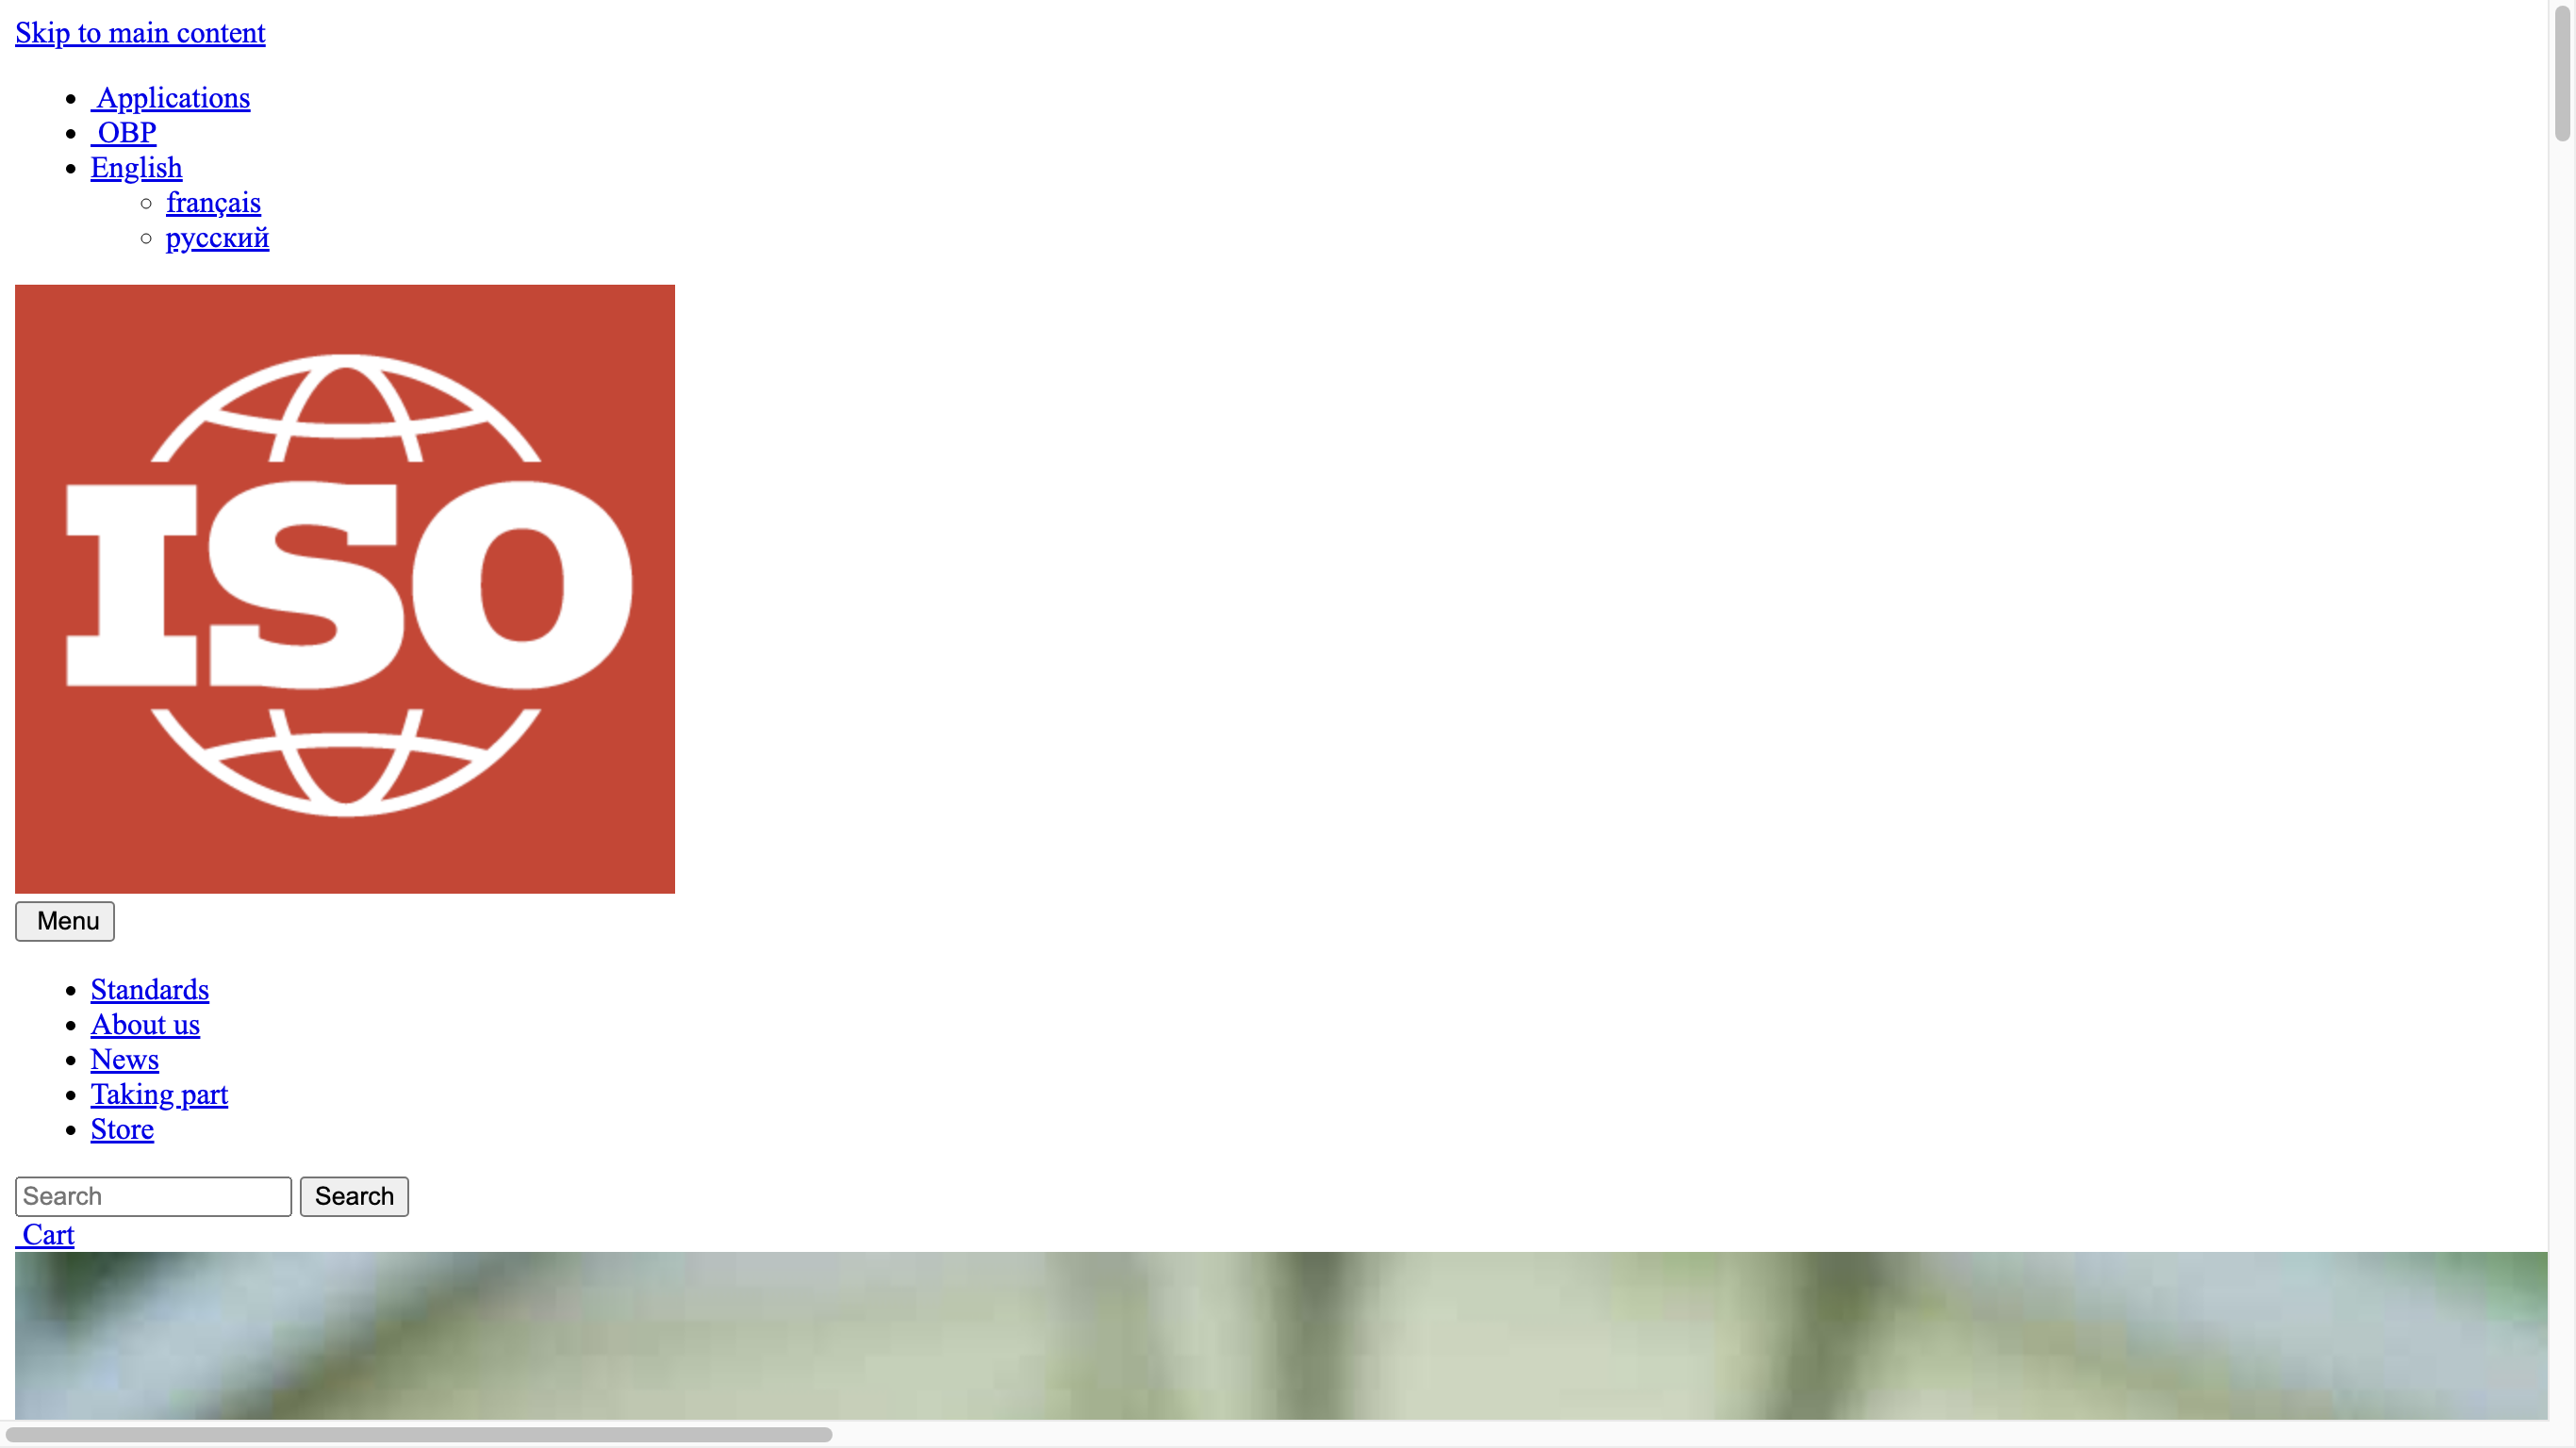 Skip to main content
Applications
OBP
English
français
русский
ISO
Menu
Standards
About us
News
Taking part
Store
Search Search
Cart